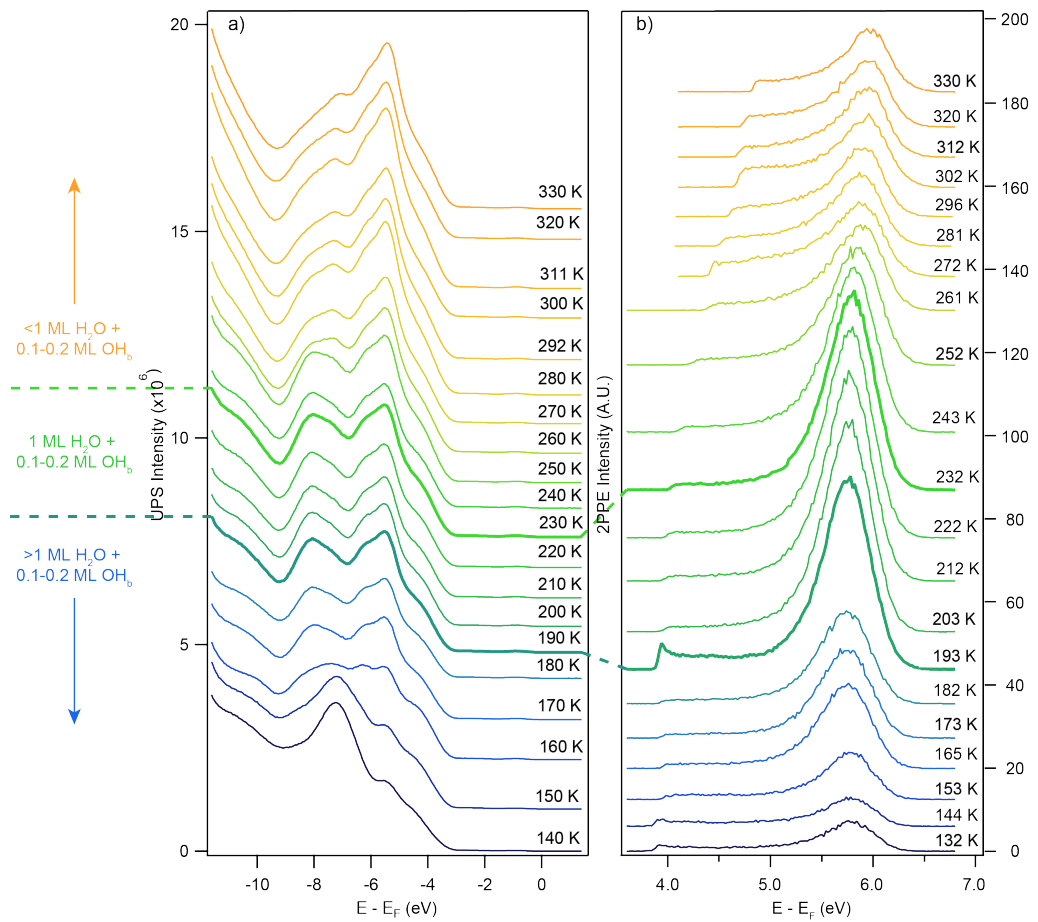 a)
b)
20
15
10
5
0
UPS Intensity (x10⁶)
330 K
320 K
311 K
300 K
292 K
280 K
270 K
260 K
250 K
240 K
230 K
220 K
210 K
200 K
190 K
180 K
170 K
160 K
150 K
140 K
-10
-8
-6
-4
-2
0
E - E_F (eV)
<1 ML H₂O +
0.1-0.2 ML OH_b
1 ML H₂O +
0.1-0.2 ML OH_b
>1 ML H₂O +
0.1-0.2 ML OH_b
2PPE Intensity (A.U.)
330 K
320 K
312 K
302 K
296 K
281 K
272 K
261 K
252 K
243 K
232 K
222 K
212 K
203 K
193 K
182 K
173 K
165 K
153 K
144 K
132 K
200
180
160
140
120
100
80
60
40
20
0
4.0
5.0
6.0
7.0
E - E_F (eV)